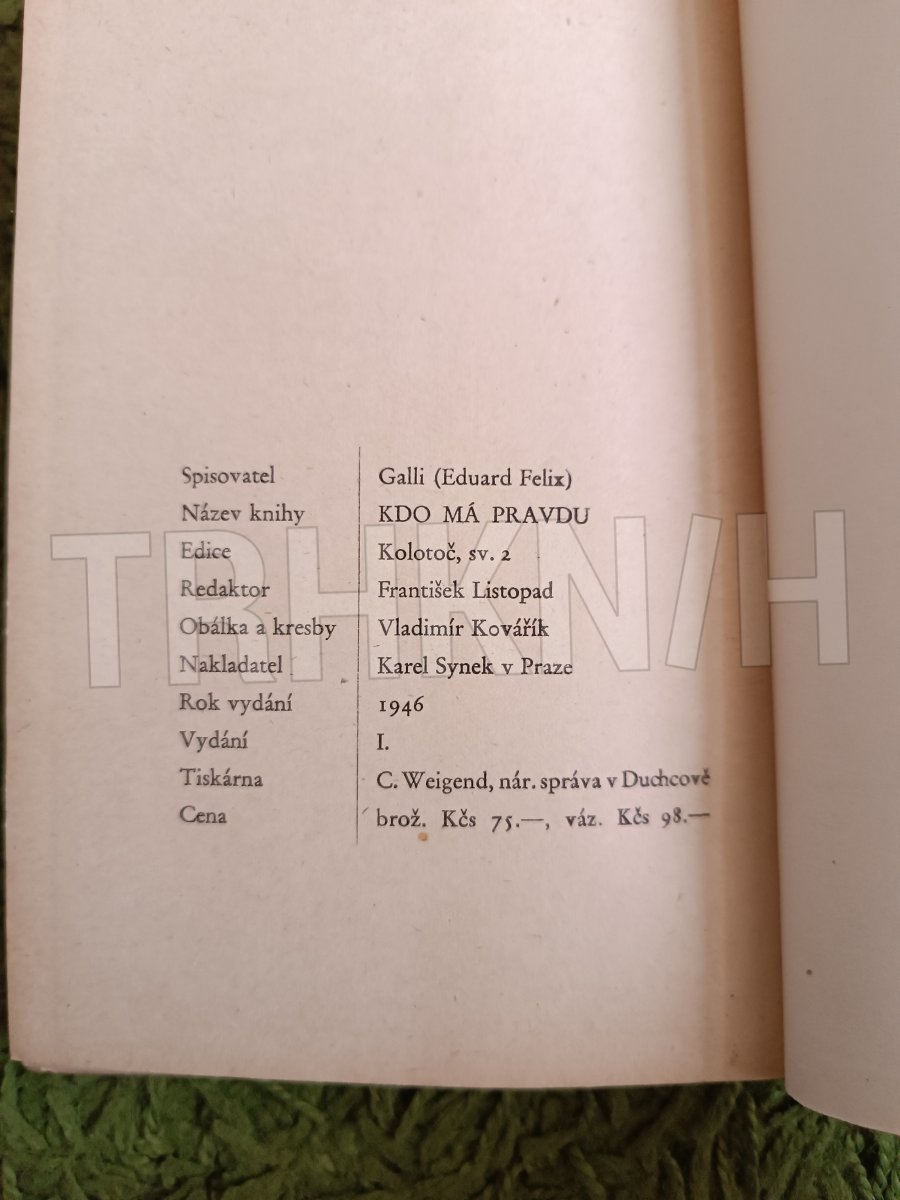 Spisovatel Galli (Eduard Felix)
Název knihy KDO MÁ PRAVDU
Edice Kolotoč, sv. 2
Redaktor František Listopad
Obálka a kresby Vladimír Kovářík
Nakladatel Karel Synek v Praze
Rok vydání 1946
Vydání I.
Tiskárna C. Weigend, nár. správa v Duchcově
Cena brož. Kčs 75.—, váz. Kčs 98.—
TRHKNIH